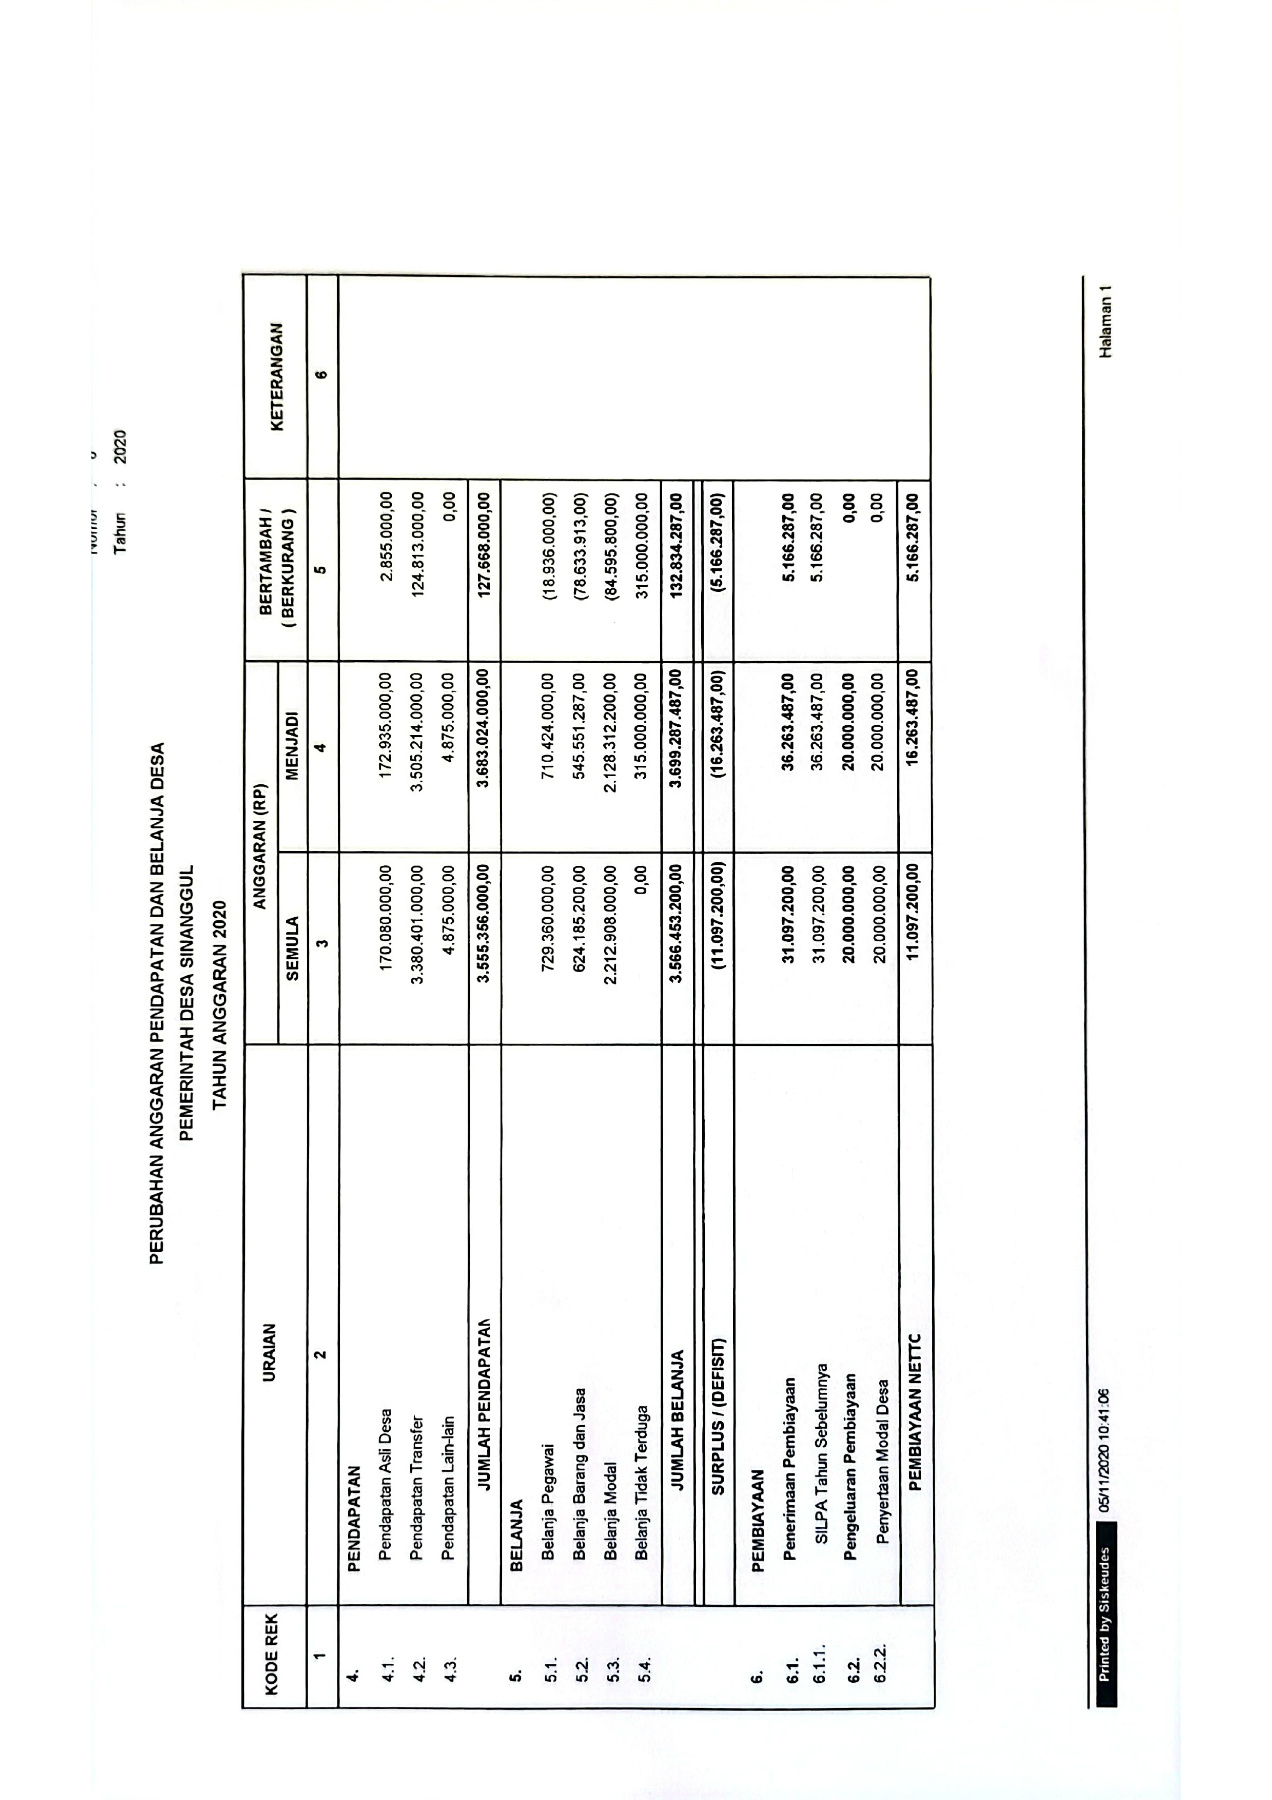 Tahun : 2020
PERUBAHAN ANGGARAN PENDAPATAN DAN BELANJA DESA
PEMERINTAH DESA SINANGGUL
TAHUN ANGGARAN 2020
KODE REK URAIAN ANGGARAN (RP) BERTAMBAH / ( BERKURANG ) KETERANGAN
SEMULA MENJADI
1 2 3 4 5 6
4. PENDAPATAN
4.1. Pendapatan Asli Desa 170.080.000,00 172.935.000,00 2.855.000,00
4.2. Pendapatan Transfer 3.380.401.000,00 3.505.214.000,00 124.813.000,00
4.3. Pendapatan Lain-lain 4.875.000,00 4.875.000,00 0,00
JUMLAH PENDAPATAN 3.555.356.000,00 3.683.024.000,00 127.668.000,00
5. BELANJA
5.1. Belanja Pegawai 729.360.000,00 710.424.000,00 (18.936.000,00)
5.2. Belanja Barang dan Jasa 624.185.200,00 545.551.287,00 (78.633.913,00)
5.3. Belanja Modal 2.212.908.000,00 2.128.312.200,00 (84.595.800,00)
5.4. Belanja Tidak Terduga 0,00 315.000.000,00 315.000.000,00
JUMLAH BELANJA 3.566.453.200,00 3.699.287.487,00 132.834.287,00
SURPLUS / (DEFISIT) (11.097.200,00) (16.263.487,00) (5.166.287,00)
6. PEMBIAYAAN
6.1. Penerimaan Pembiayaan 31.097.200,00 36.263.487,00 5.166.287,00
6.1.1. SILPA Tahun Sebelumnya 31.097.200,00 36.263.487,00 5.166.287,00
6.2. Pengeluaran Pembiayaan 20.000.000,00 20.000.000,00 0,00
6.2.2. Penyertaan Modal Desa 20.000.000,00 20.000.000,00 0,00
PEMBIAYAAN NETTC 11.097.200,00 16.263.487,00 5.166.287,00
Printed by Siskeudes 05/11/2020 10:41:06 Halaman 1